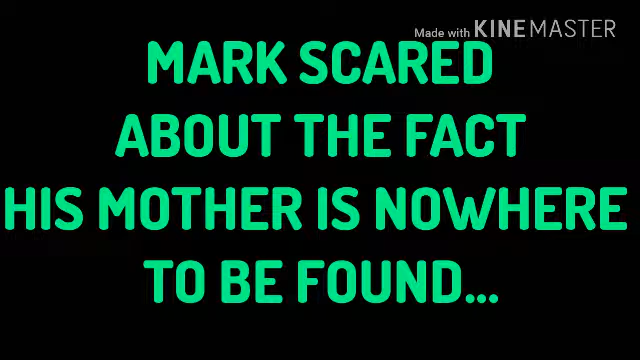 Made with KINEMASTER
MARK SCARED
ABOUT THE FACT
HIS MOTHER IS NOWHERE
TO BE FOUND...